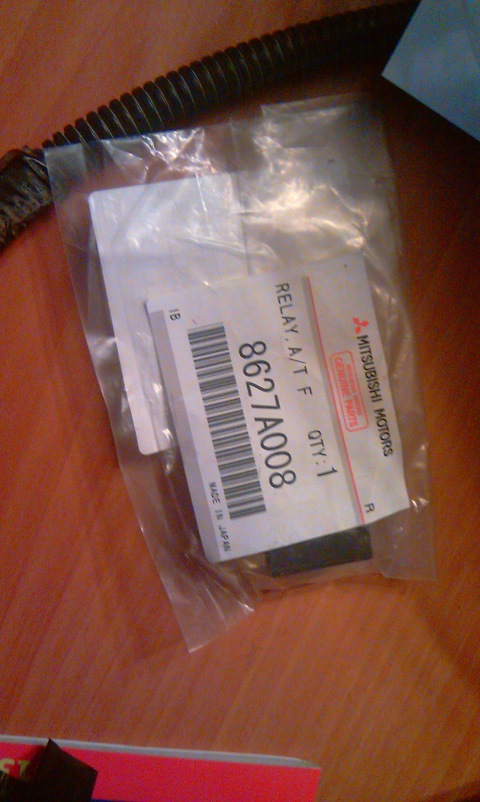 MITSUBISHI MOTORS
GENUINE PARTS
R
RELAY, A/T F QTY:1
8627A008
IB
MADE IN JAPAN